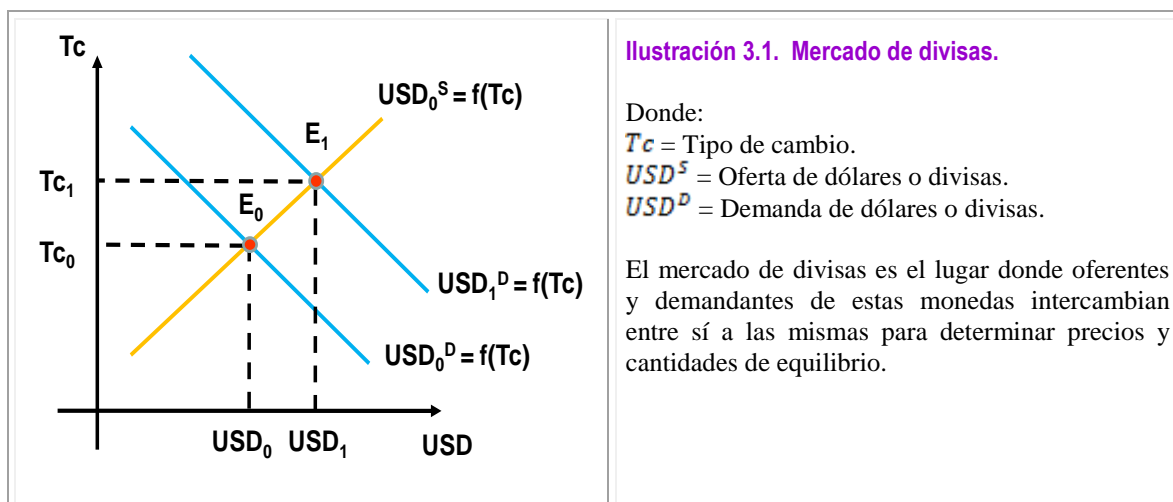 Tc
USD₀ˢ = f(Tc)
E₁
Tc₁
E₀
Tc₀
USD₁ᴰ = f(Tc)
USD₀ᴰ = f(Tc)
USD₀ USD₁ USD
Ilustración 3.1. Mercado de divisas.
Donde:
Tc = Tipo de cambio.
USDˢ = Oferta de dólares o divisas.
USDᴰ = Demanda de dólares o divisas.
El mercado de divisas es el lugar donde oferentes
y demandantes de estas monedas intercambian
entre sí a las mismas para determinar precios y
cantidades de equilibrio.